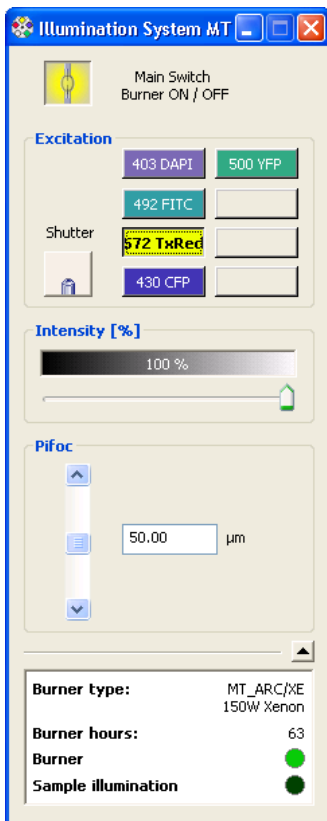 Illumination System MT
Main Switch
Burner ON / OFF
Excitation
403 DAPI 500 YFP
492 FITC
Shutter
572 TxRed
430 CFP
Intensity [%]
100 %
Pifoc
50.00 µm
Burner type: MT_ARC/XE
150W Xenon
Burner hours: 63
Burner
Sample illumination